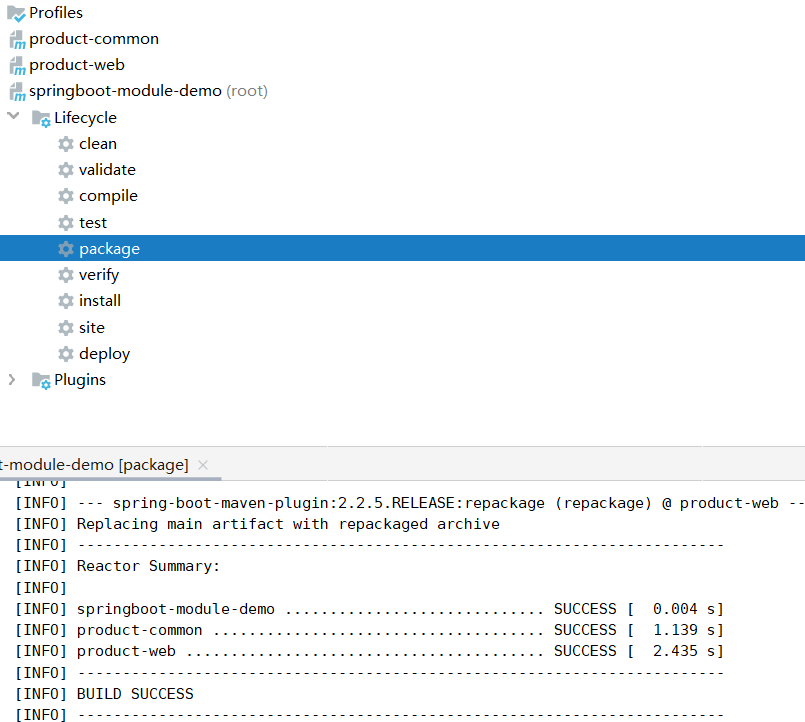 Profiles
product-common
product-web
springboot-module-demo (root)
Lifecycle
clean
validate
compile
test
package
verify
install
site
deploy
Plugins
t-module-demo [package]
[INFO]
[INFO] --- spring-boot-maven-plugin:2.2.5.RELEASE:repackage (repackage) @ product-web --
[INFO] Replacing main artifact with repackaged archive
[INFO] ------------------------------------------------------------------------
[INFO] Reactor Summary:
[INFO]
[INFO] springboot-module-demo ............................. SUCCESS [  0.004 s]
[INFO] product-common ..................................... SUCCESS [  1.139 s]
[INFO] product-web ........................................ SUCCESS [  2.435 s]
[INFO] ------------------------------------------------------------------------
[INFO] BUILD SUCCESS
[INFO] ------------------------------------------------------------------------